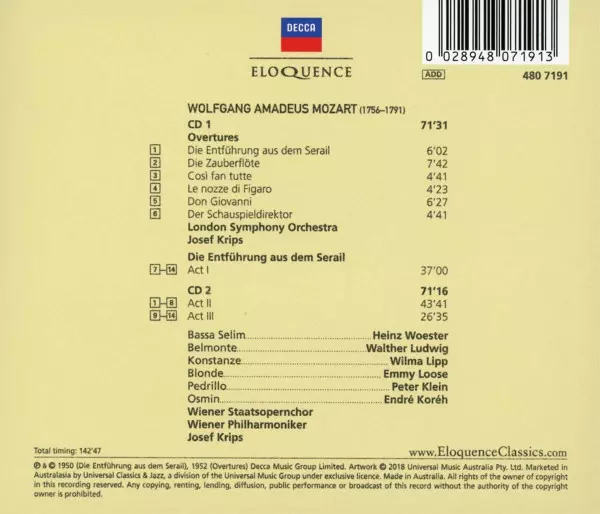 DECCA
ELOQUENCE
0 028948 071913
ADD
480 7191
WOLFGANG AMADEUS MOZART (1756–1791)
CD 1 71'31
Overtures
1 Die Entführung aus dem Serail 6'02
2 Die Zauberflöte 7'42
3 Così fan tutte 4'41
4 Le nozze di Figaro 4'23
5 Don Giovanni 6'27
6 Der Schauspieldirektor 4'41
London Symphony Orchestra
Josef Krips
Die Entführung aus dem Serail
7–14 Act I 37'00
CD 2 71'16
1–8 Act II 43'41
9–14 Act III 26'35
Bassa Selim Heinz Woester
Belmonte Walther Ludwig
Konstanze Wilma Lipp
Blonde Emmy Loose
Pedrillo Peter Klein
Osmin Endré Koréh
Wiener Staatsopernchor
Wiener Philharmoniker
Josef Krips
Total timing: 142'47
www.EloquenceClassics.com
℗ & © 1950 (Die Entführung aus dem Serail), 1952 (Overtures) Decca Music Group Limited. Artwork © 2018 Universal Music Australia Pty. Ltd. Marketed in
Australasia by Universal Classics & Jazz, a division of Universal Music Group under exclusive licence. Made in Australia. All rights of the owner of copyright
in this recording reserved. Any copying, renting, lending, diffusion, public performance or broadcast of this record without the authority of the copyright
owner is prohibited.